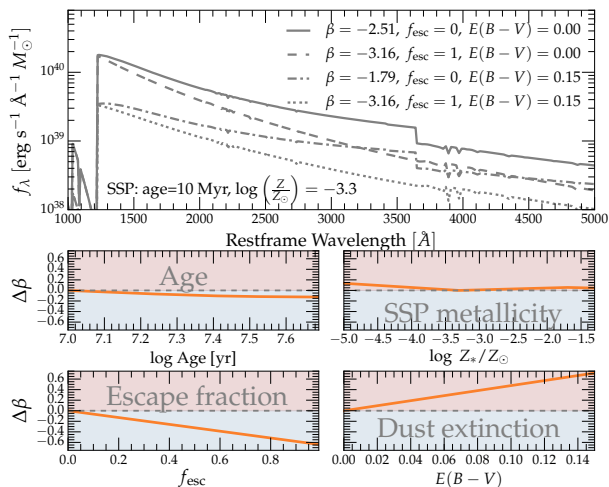 β = −2.51, f_esc = 0, E(B − V) = 0.00
β = −3.16, f_esc = 1, E(B − V) = 0.00
β = −1.79, f_esc = 0, E(B − V) = 0.15
β = −3.16, f_esc = 1, E(B − V) = 0.15
10^40
10^39
10^38
f_λ [erg s^−1 Å^−1 M_⊙^−1]
SSP: age=10 Myr, log (Z/Z_⊙) = −3.3
1000 1500 2000 2500 3000 3500 4000 4500 5000
Restframe Wavelength [Å]
0.6
0.4
0.2
0.0
−0.2
−0.4
−0.6
Δβ
Age
7.0 7.1 7.2 7.3 7.4 7.5 7.6
log Age [yr]
SSP metallicity
−5.0 −4.5 −4.0 −3.5 −3.0 −2.5 −2.0 −1.5
log Z_*/Z_⊙
0.6
0.4
0.2
0.0
−0.2
−0.4
−0.6
Δβ
Escape fraction
0.0 0.2 0.4 0.6 0.8
f_esc
Dust extinction
0.00 0.02 0.04 0.06 0.08 0.10 0.12 0.14
E(B − V)